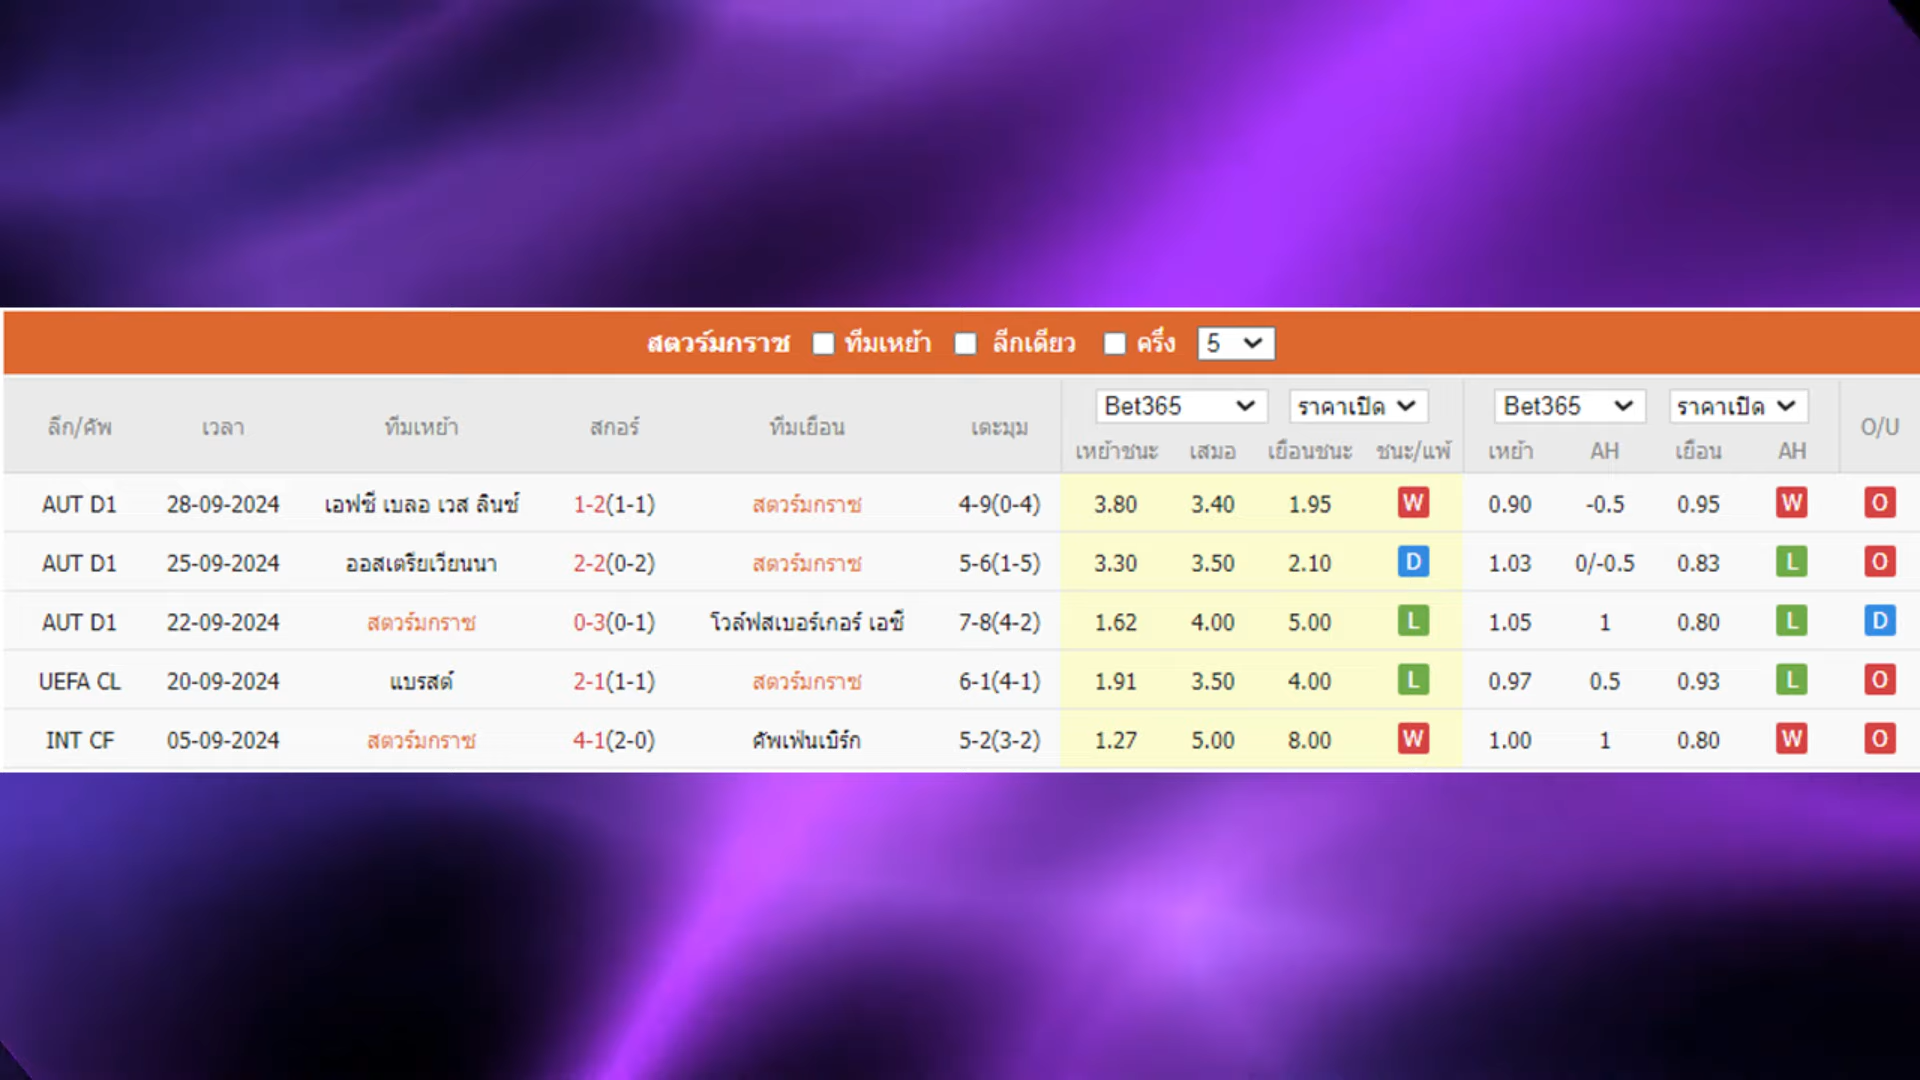 สตวร์มกราซ ทีมเหย้า ลีกเดียว ครึ่ง 5
Bet365 ราคาเปิด Bet365 ราคาเปิด
ลีก/คัพ เวลา ทีมเหย้า สกอร์ ทีมเยือน เตะมุม เหย้าชนะ เสมอ เยือนชนะ ชนะ/แพ้ เหย้า AH เยือน AH O/U
AUT D1 28-09-2024 เอฟซี เบลอ เวส ลินซ์ 1-2(1-1) สตวร์มกราซ 4-9(0-4) 3.80 3.40 1.95 W 0.90 -0.5 0.95 W O
AUT D1 25-09-2024 ออสเตรียเวียนนา 2-2(0-2) สตวร์มกราซ 5-6(1-5) 3.30 3.50 2.10 D 1.03 0/-0.5 0.83 L O
AUT D1 22-09-2024 สตวร์มกราซ 0-3(0-1) โวล์ฟสเบอร์เกอร์ เอซี 7-8(4-2) 1.62 4.00 5.00 L 1.05 1 0.80 L D
UEFA CL 20-09-2024 แบรสต์ 2-1(1-1) สตวร์มกราซ 6-1(4-1) 1.91 3.50 4.00 L 0.97 0.5 0.93 L O
INT CF 05-09-2024 สตวร์มกราซ 4-1(2-0) คัพเฟ่นเบิร์ก 5-2(3-2) 1.27 5.00 8.00 W 1.00 1 0.80 W O